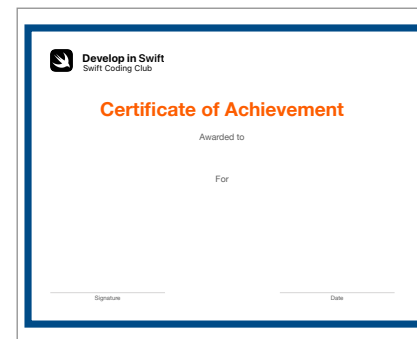 Develop in Swift
Swift Coding Club
Certificate of Achievement
Awarded to
For
Signature
Date